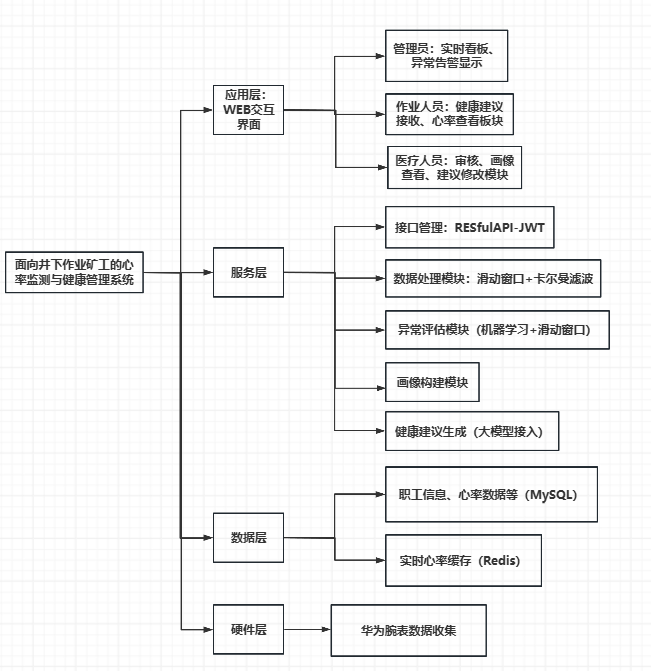 面向井下作业矿工的心
率监测与健康管理系统
应用层：
WEB交互
界面
管理员：实时看板、
异常告警显示
作业人员：健康建议
接收、心率查看板块
医疗人员：审核、画像
查看、建议修改模块
服务层
接口管理：RESfulAPI-JWT
数据处理模块：滑动窗口+卡尔曼滤波
异常评估模块（机器学习+滑动窗口）
画像构建模块
健康建议生成（大模型接入）
数据层
职工信息、心率数据等（MySQL）
实时心率缓存（Redis）
硬件层
华为腕表数据收集